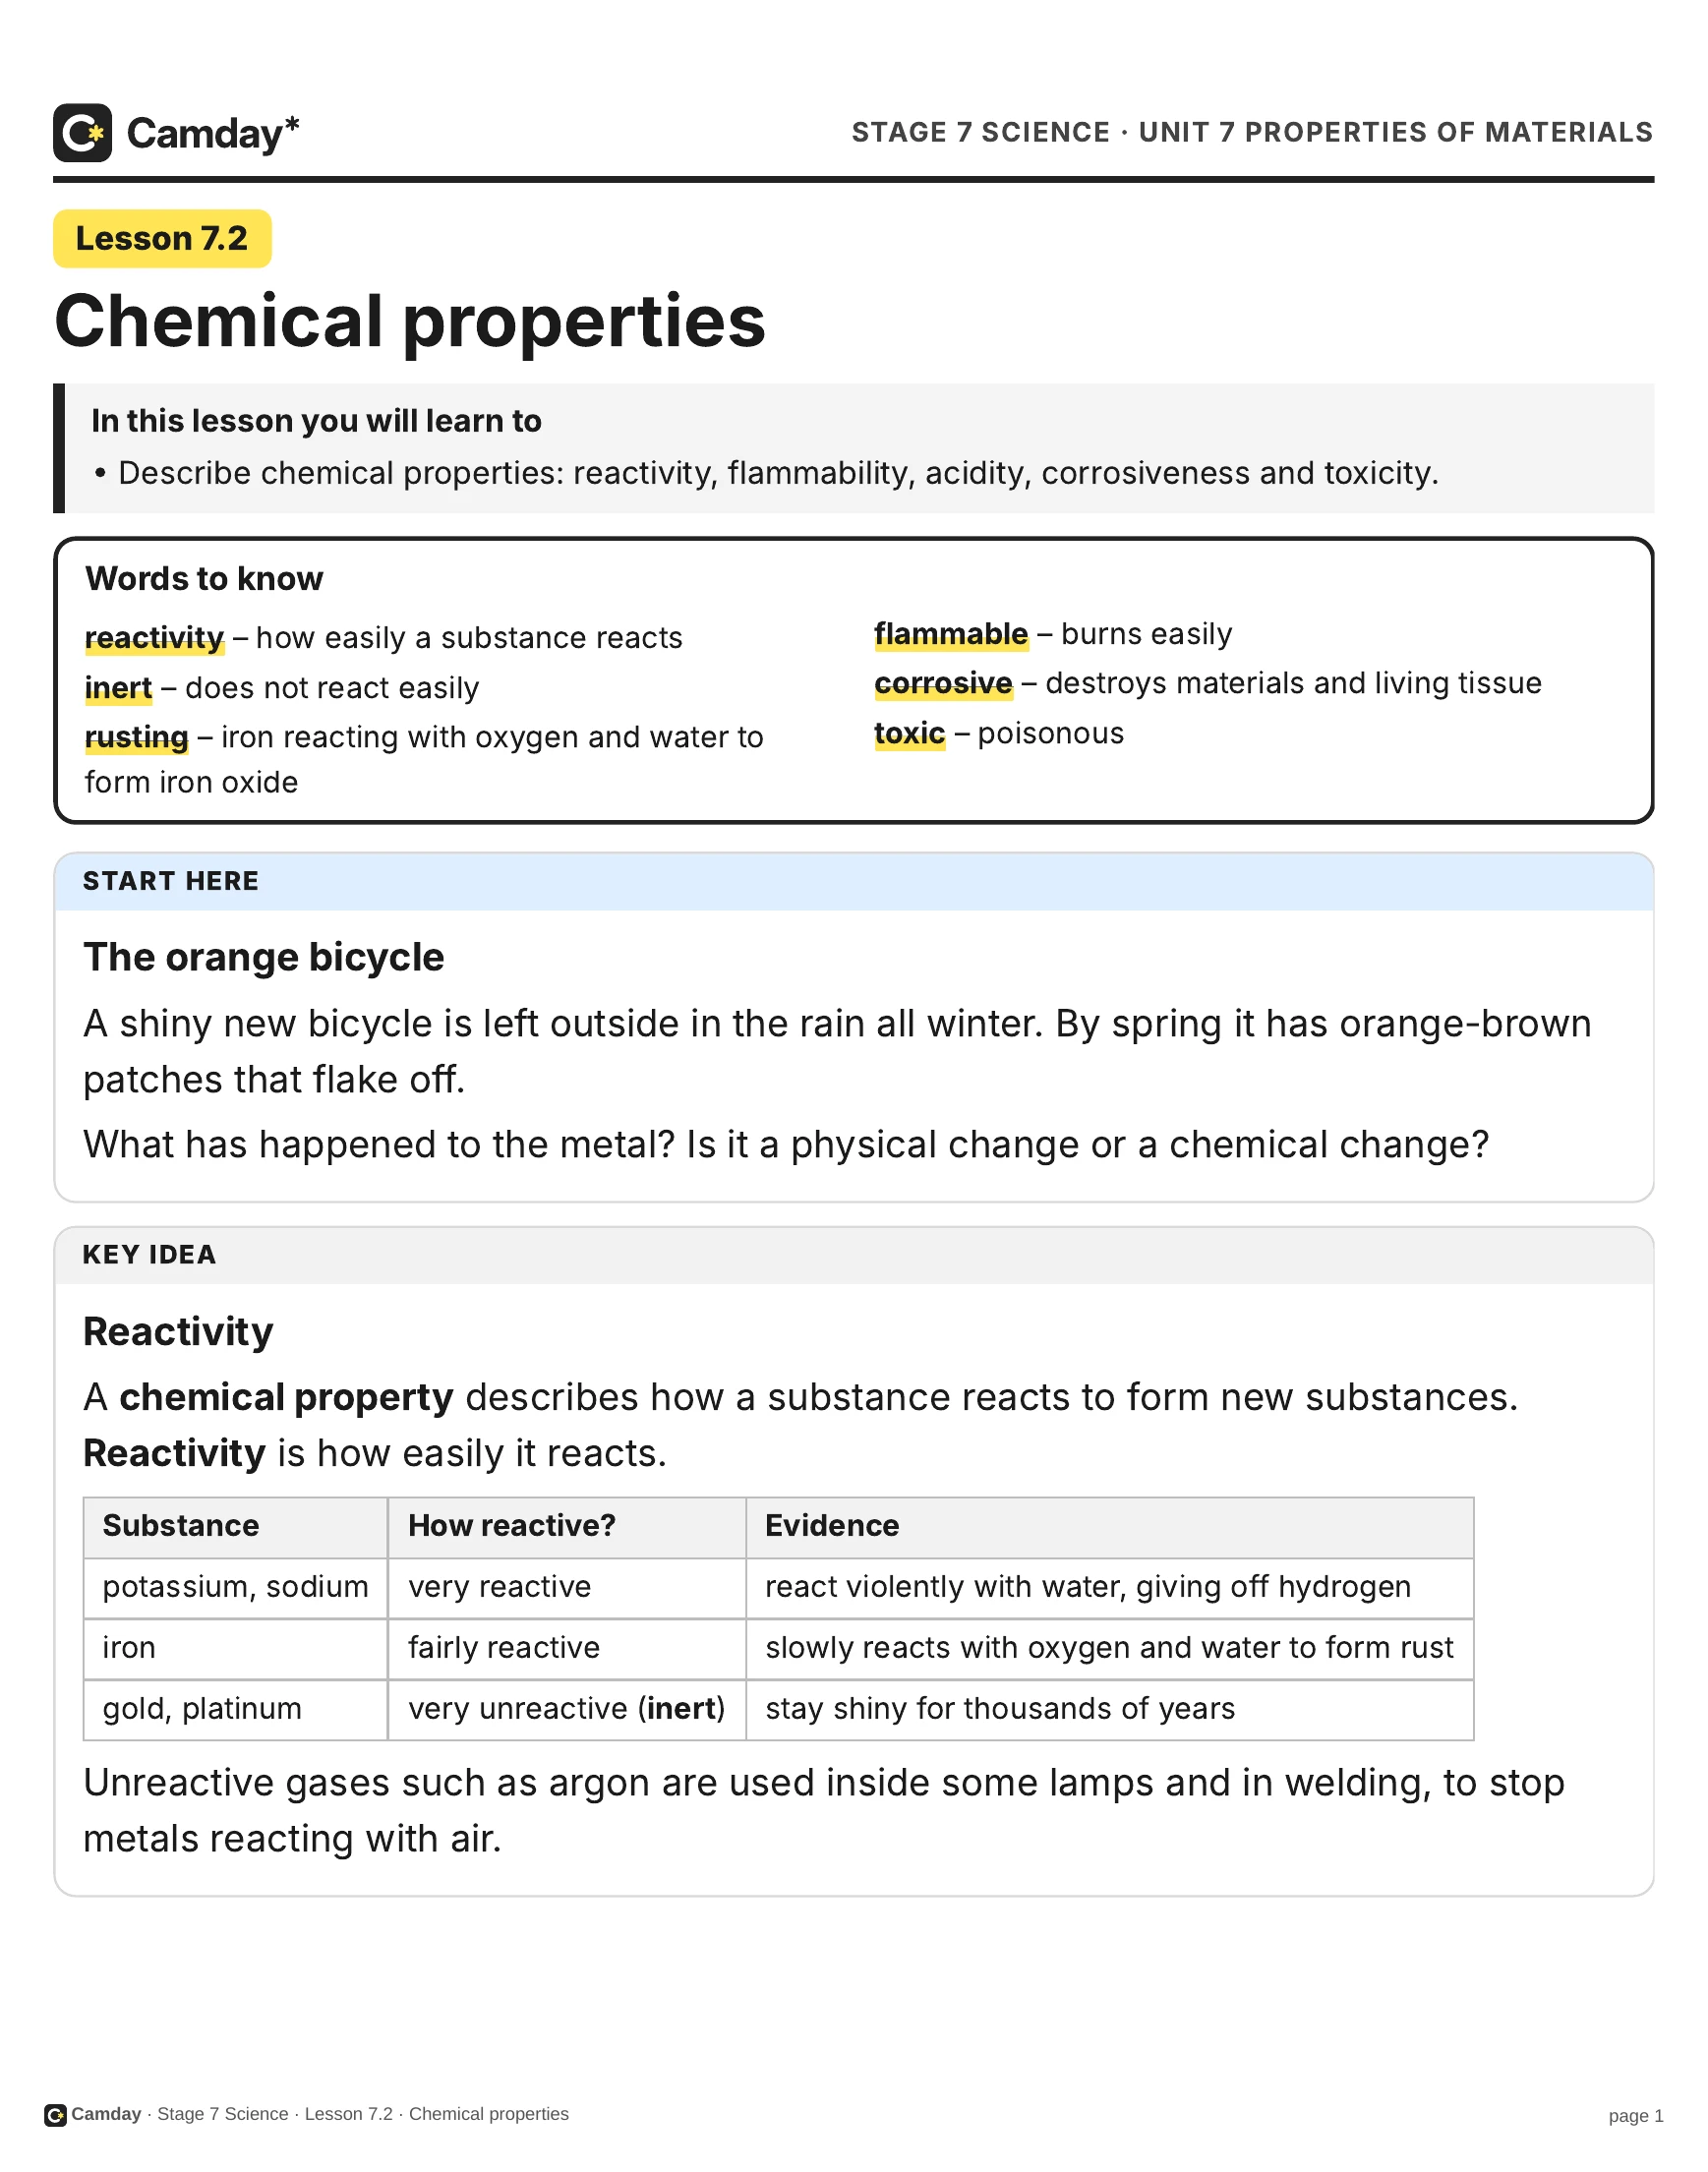 Camday*
STAGE 7 SCIENCE · UNIT 7 PROPERTIES OF MATERIALS
Lesson 7.2
Chemical properties
In this lesson you will learn to
• Describe chemical properties: reactivity, flammability, acidity, corrosiveness and toxicity.
Words to know
reactivity – how easily a substance reacts
inert – does not react easily
rusting – iron reacting with oxygen and water to
form iron oxide
flammable – burns easily
corrosive – destroys materials and living tissue
toxic – poisonous
START HERE
The orange bicycle
A shiny new bicycle is left outside in the rain all winter. By spring it has orange-brown
patches that flake off.
What has happened to the metal? Is it a physical change or a chemical change?
KEY IDEA
Reactivity
A chemical property describes how a substance reacts to form new substances.
Reactivity is how easily it reacts.
Substance How reactive? Evidence
potassium, sodium very reactive react violently with water, giving off hydrogen
iron fairly reactive slowly reacts with oxygen and water to form rust
gold, platinum very unreactive (inert) stay shiny for thousands of years
Unreactive gases such as argon are used inside some lamps and in welding, to stop
metals reacting with air.
Camday · Stage 7 Science · Lesson 7.2 · Chemical properties
page 1